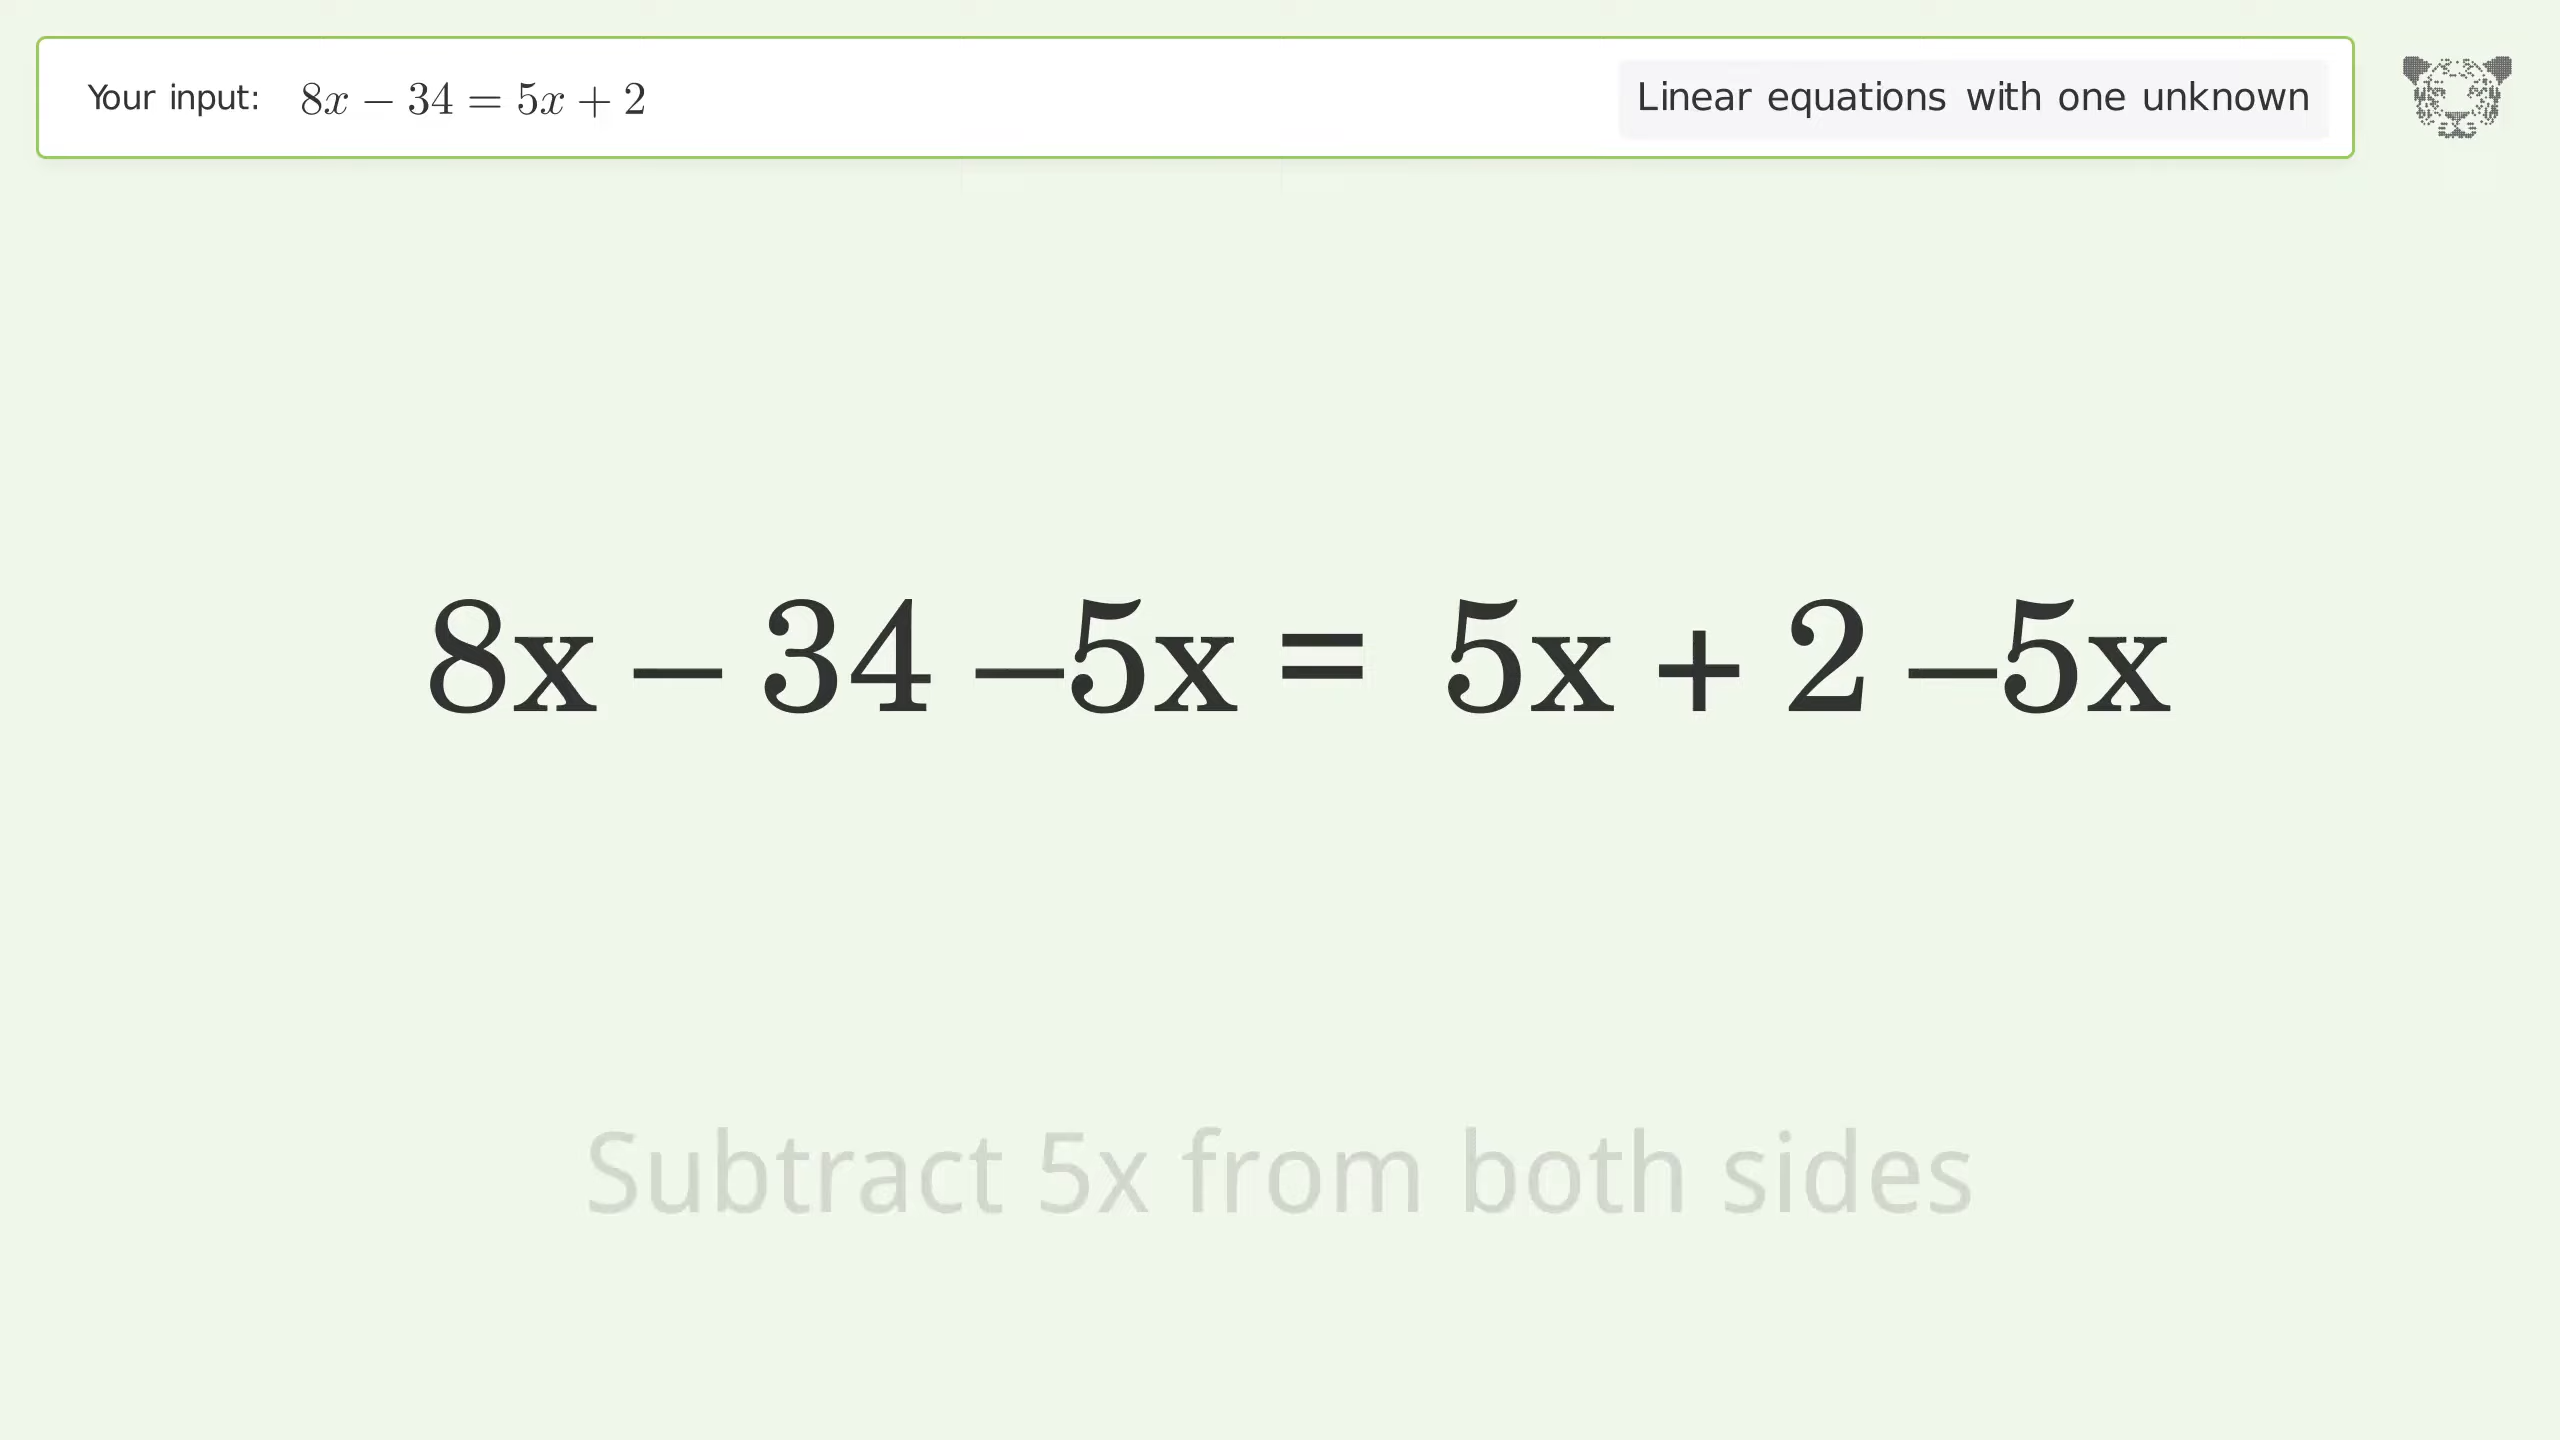 Your input: 8x − 34 = 5x + 2
Linear equations with one unknown
8x − 34 −5x = 5x + 2 −5x
Subtract 5x from both sides